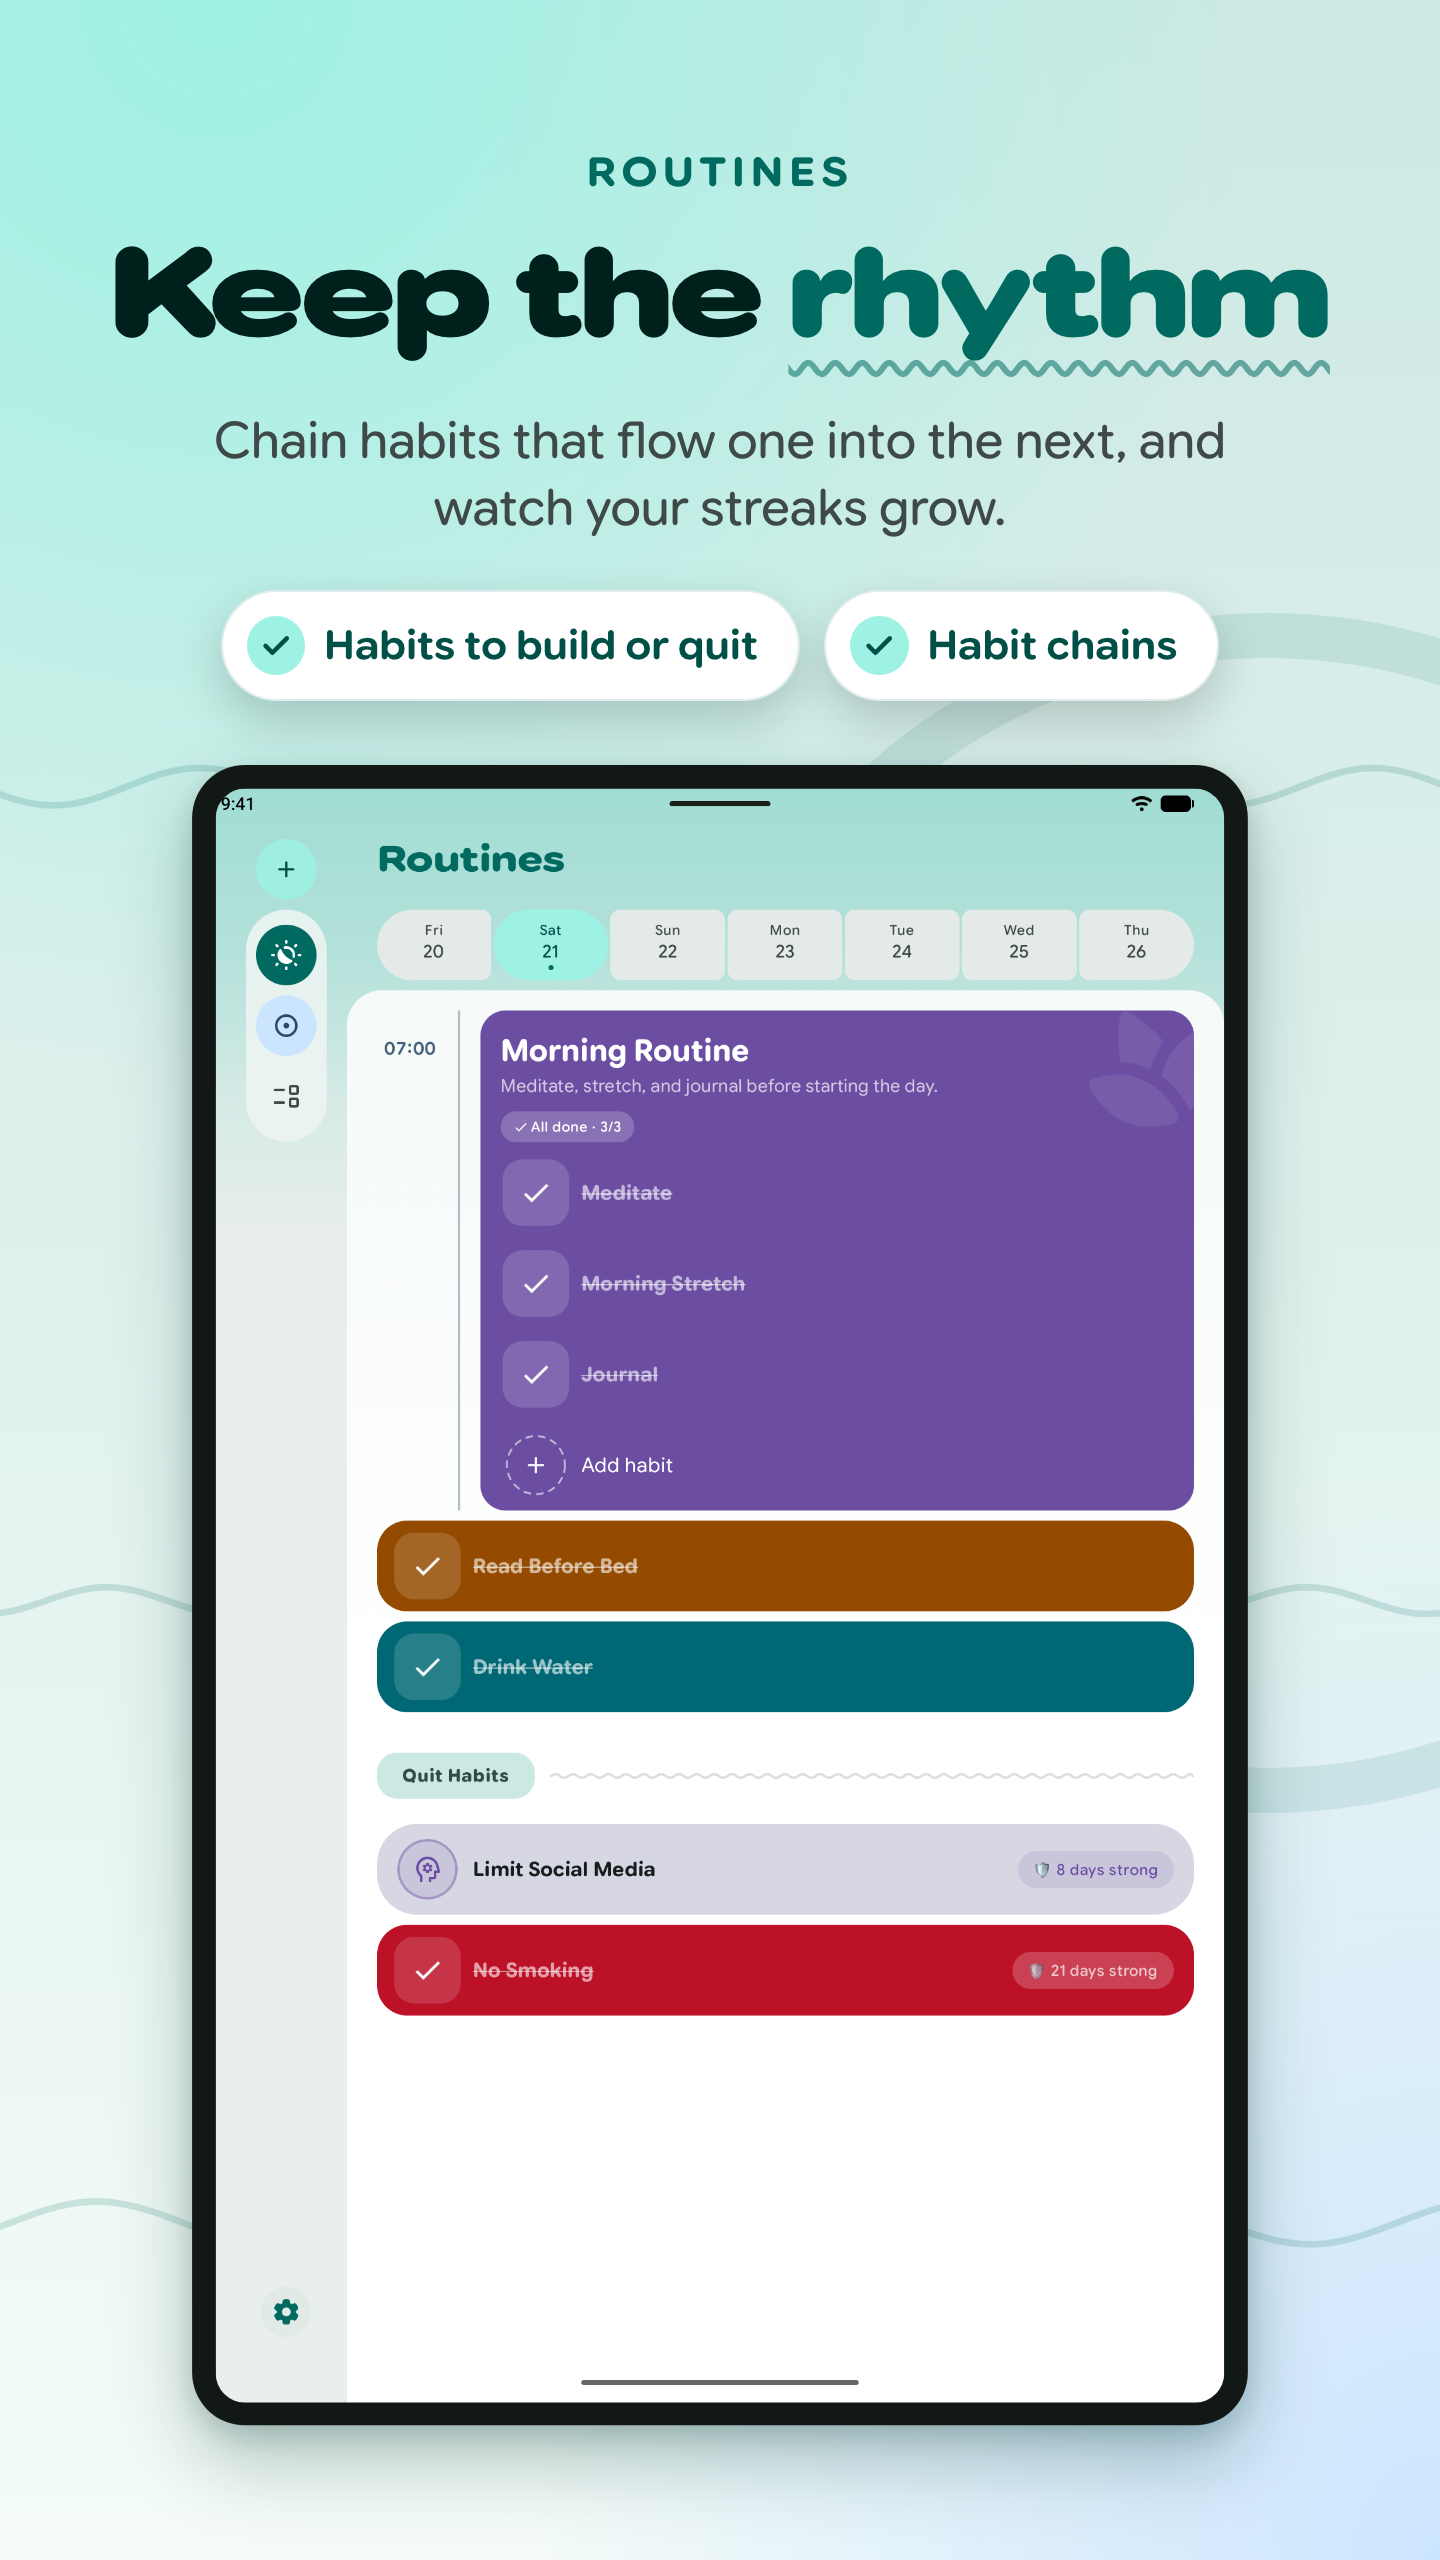 ROUTINES
Keep the rhythm
Chain habits that flow one into the next, and
watch your streaks grow.
Habits to build or quit
Habit chains
9:41
Routines
Fri
20
Sat
21
Sun
22
Mon
23
Tue
24
Wed
25
Thu
26
07:00
Morning Routine
Meditate, stretch, and journal before starting the day.
All done · 3/3
Meditate
Morning Stretch
Journal
Add habit
Read Before Bed
Drink Water
Quit Habits
Limit Social Media
8 days strong
No Smoking
21 days strong